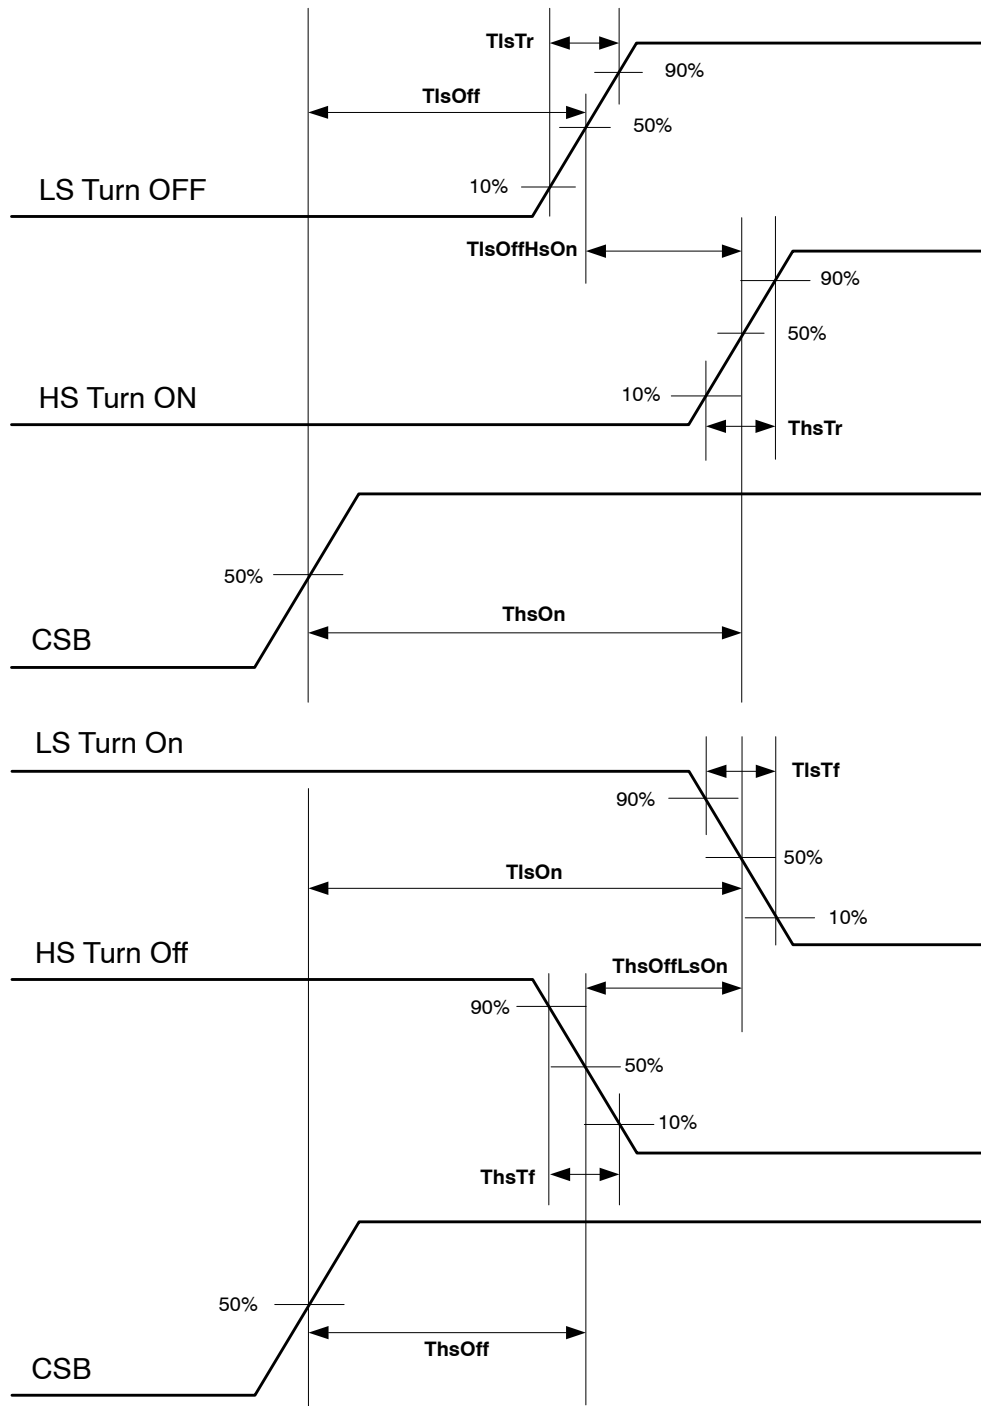 TlsTr
90%
TlsOff
50%
10%
LS Turn OFF
TlsOffHsOn
90%
50%
10%
HS Turn ON
ThsTr
50%
ThsOn
CSB
LS Turn On
TlsTf
90%
50%
TlsOn
10%
HS Turn Off
ThsOffLsOn
90%
50%
10%
ThsTf
50%
ThsOff
CSB